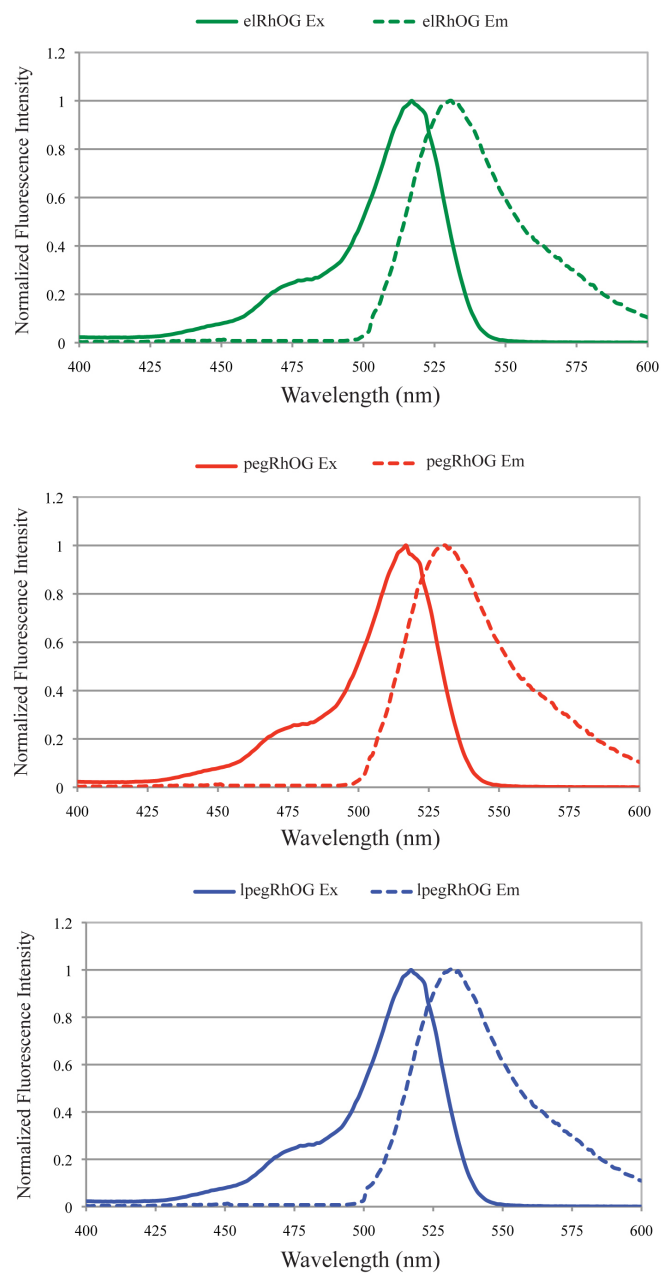 elRhOG Ex elRhOG Em
Normalized Fluorescence Intensity
1.2
1
0.8
0.6
0.4
0.2
0
400 425 450 475 500 525 550 575 600
Wavelength (nm)
pegRhOG Ex pegRhOG Em
Normalized Fluorescence Intensity
1.2
1
0.8
0.6
0.4
0.2
0
400 425 450 475 500 525 550 575 600
Wavelength (nm)
lpegRhOG Ex lpegRhOG Em
Normalized Fluorescence Intensity
1.2
1
0.8
0.6
0.4
0.2
0
400 425 450 475 500 525 550 575 600
Wavelength (nm)